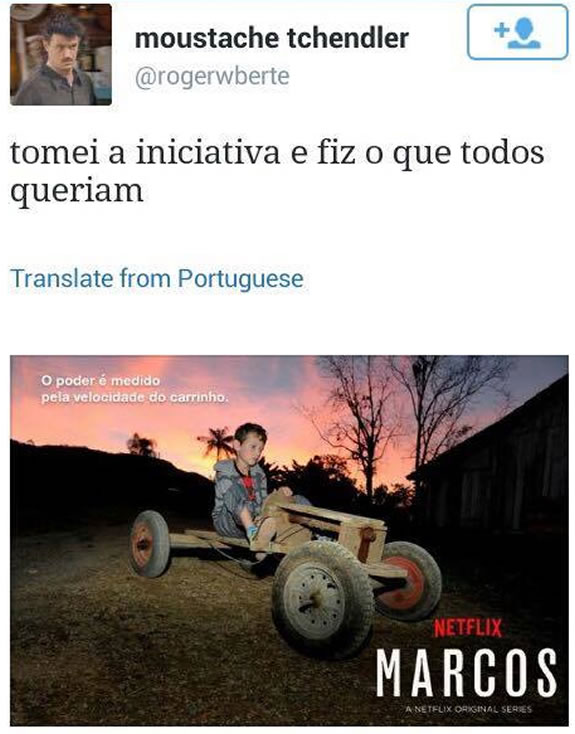 moustache tchendler
@rogerwberte
tomei a iniciativa e fiz o que todos
queriam
Translate from Portuguese
O poder é medido
pela velocidade do carrinho.
NETFLIX
MARCOS
A NETFLIX ORIGINAL SERIES